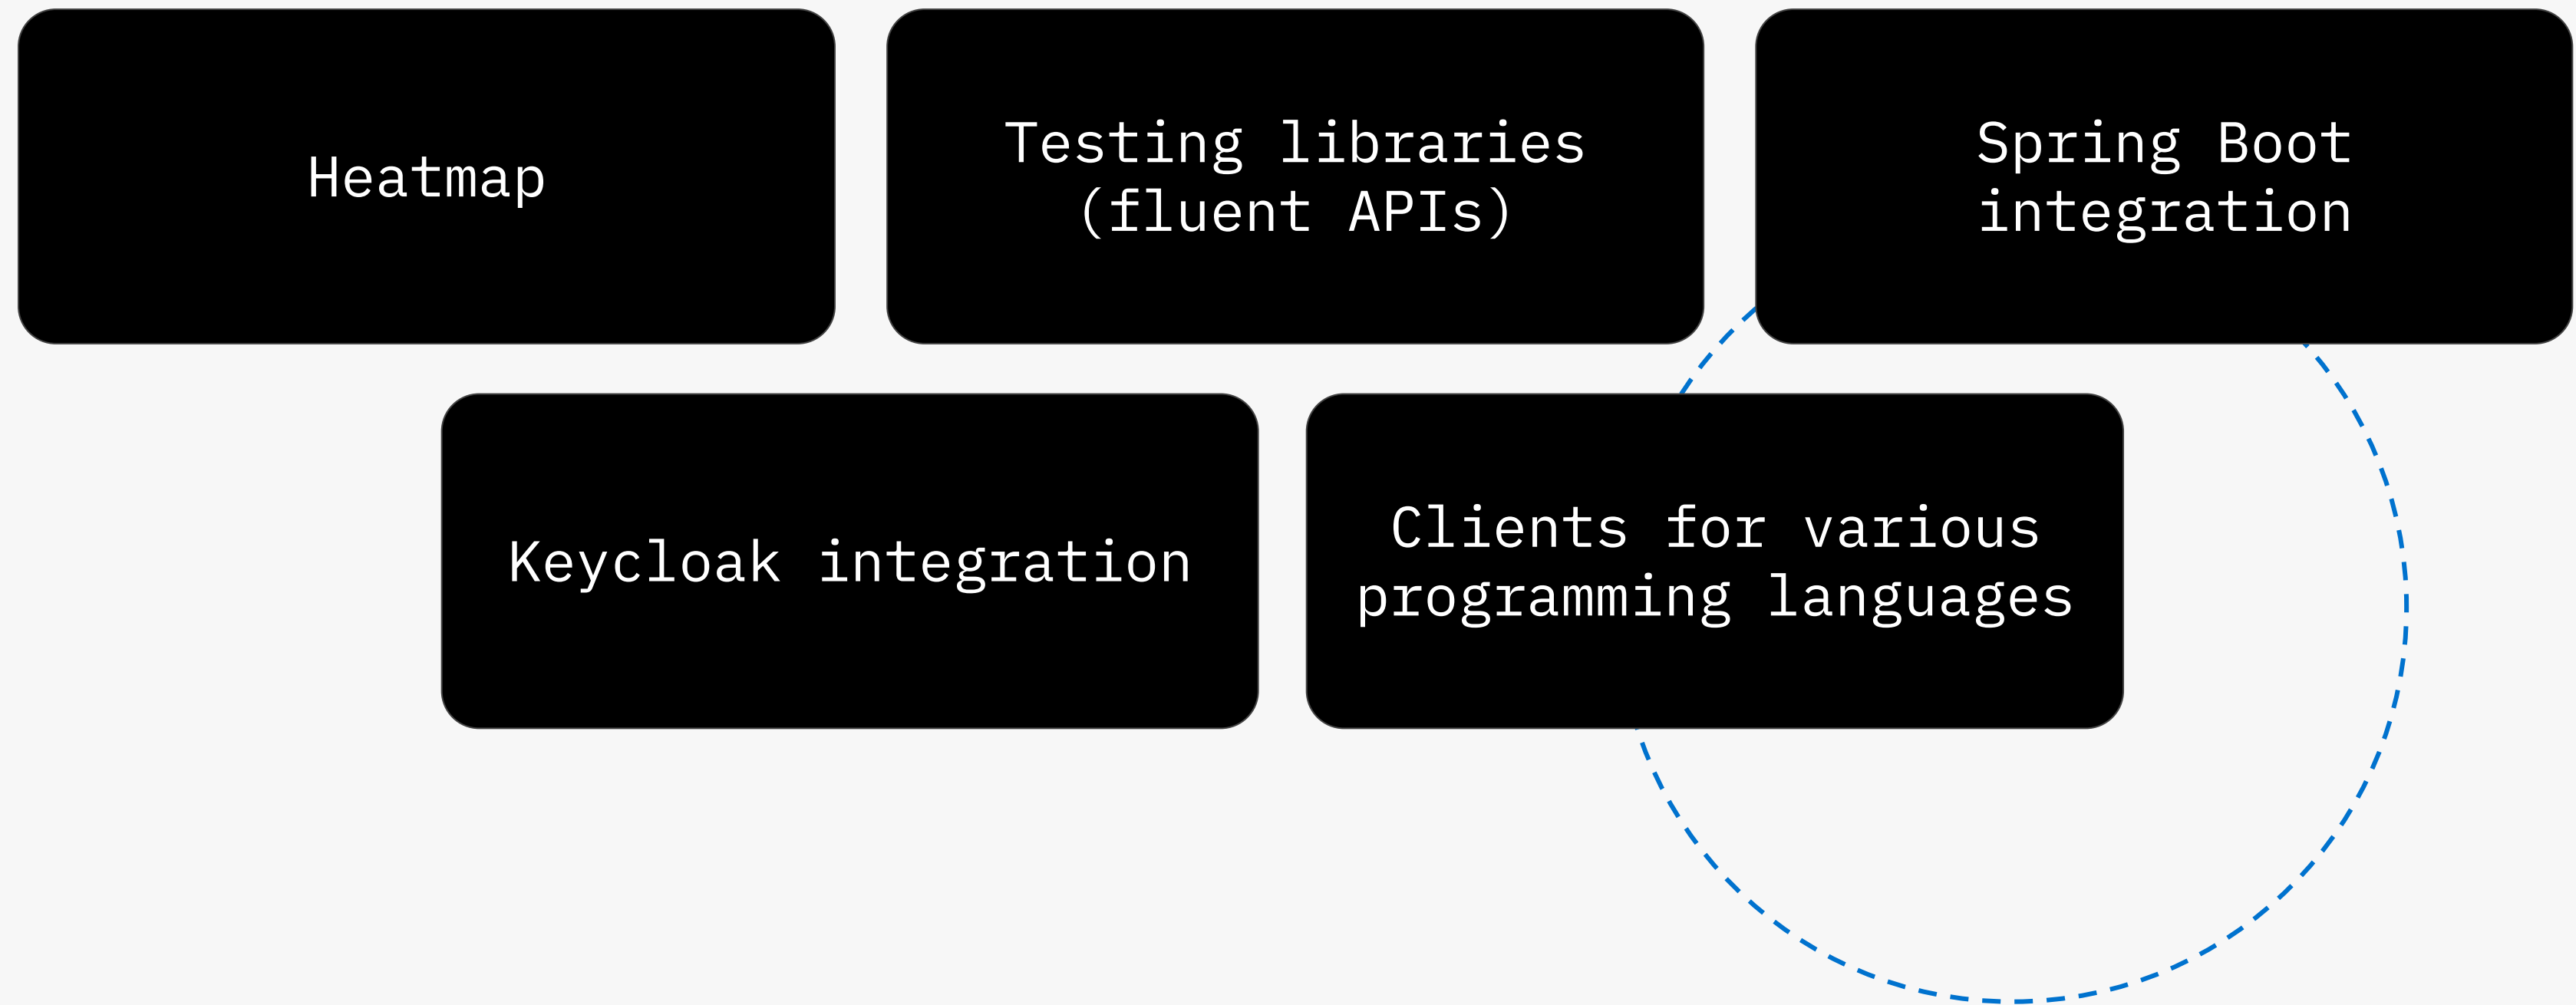 Heatmap
Testing libraries
(fluent APIs)
Spring Boot
integration
Keycloak integration
Clients for various
programming languages